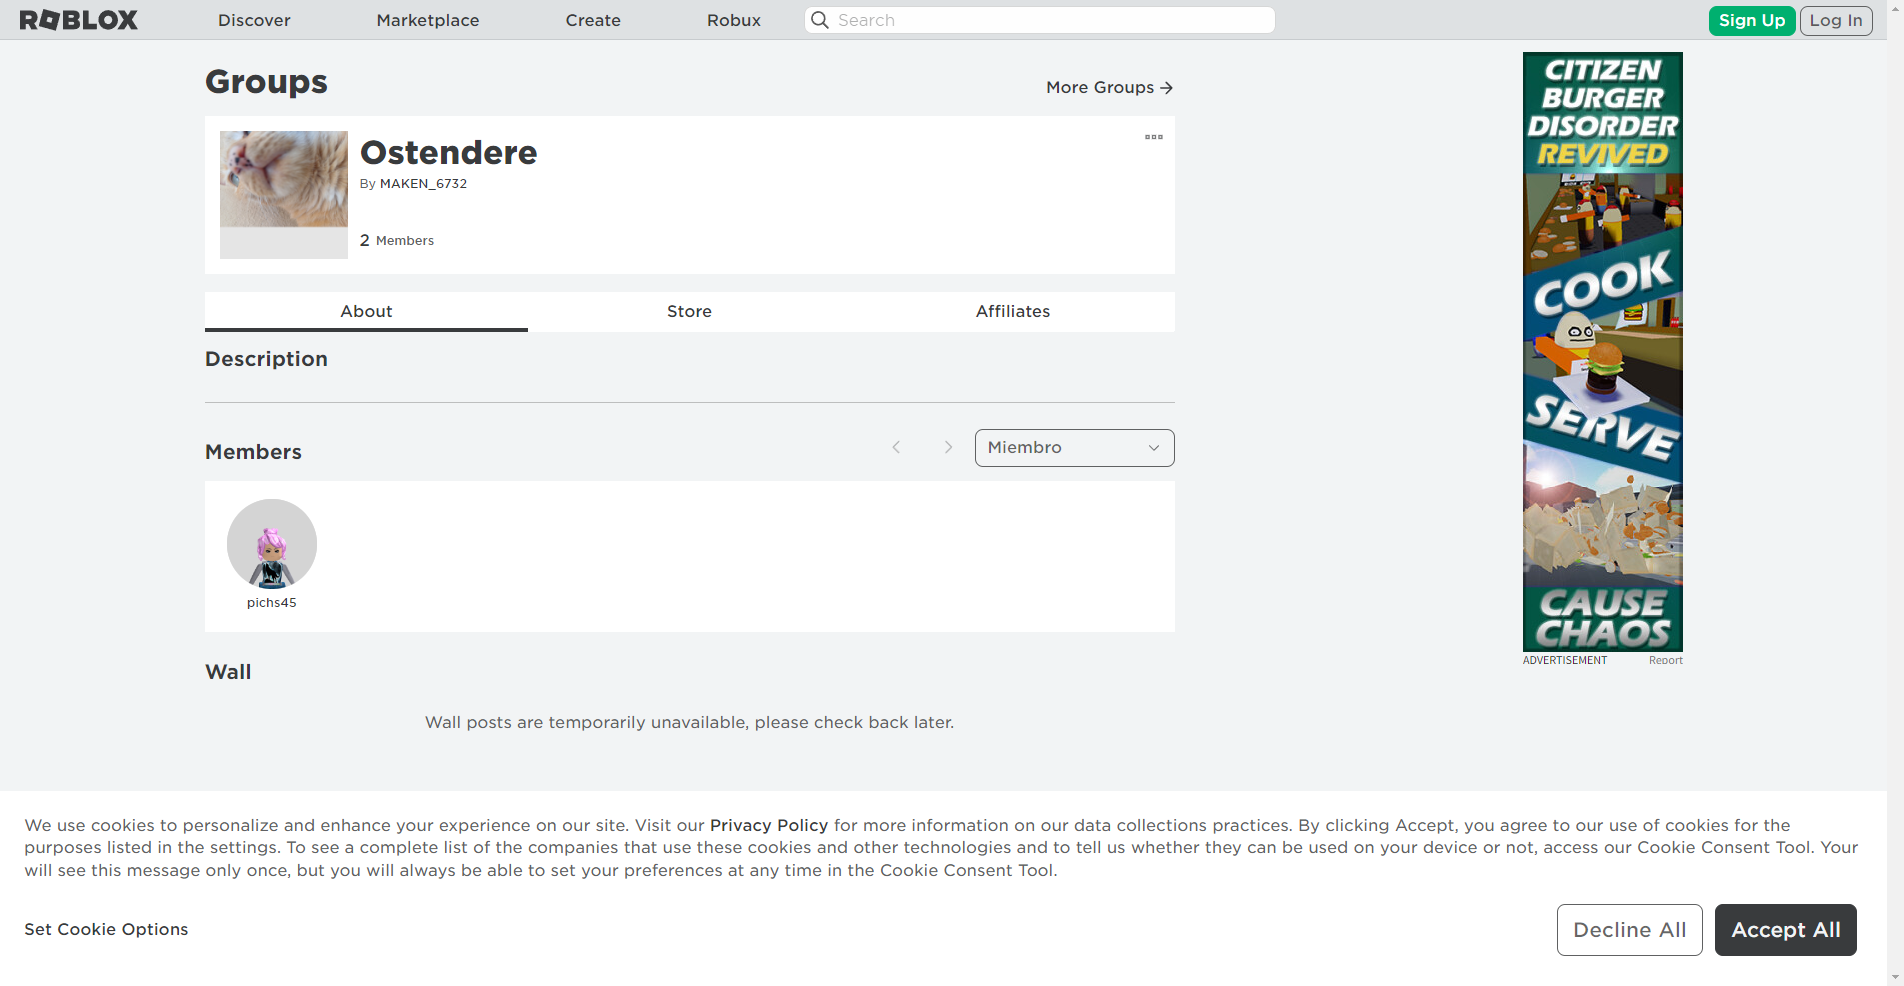 ROBLOX
Discover
Marketplace
Create
Robux
Search
Sign Up
Log In
Groups
More Groups
Ostendere
By MAKEN_6732
2 Members
About
Store
Affiliates
Description
Members
Miembro
pichs45
Wall
Wall posts are temporarily unavailable, please check back later.
CITIZEN
BURGER
DISORDER
REVIVED
COOK
SERVE
CAUSE
CHAOS
ADVERTISEMENT
Report
We use cookies to personalize and enhance your experience on our site. Visit our Privacy Policy for more information on our data collections practices. By clicking Accept, you agree to our use of cookies for the
purposes listed in the settings. To see a complete list of the companies that use these cookies and other technologies and to tell us whether they can be used on your device or not, access our Cookie Consent Tool. Your
will see this message only once, but you will always be able to set your preferences at any time in the Cookie Consent Tool.
Set Cookie Options
Decline All
Accept All